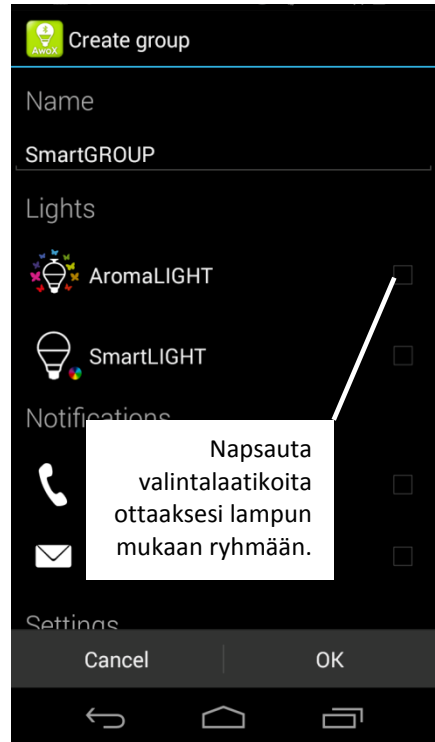 AwoX
Create group
Name
SmartGROUP
Lights
AromaLIGHT
SmartLIGHT
Notifications
Napsauta
valintalaatikoita
ottaaksesi lampun
mukaan ryhmään.
Settings
Cancel
OK